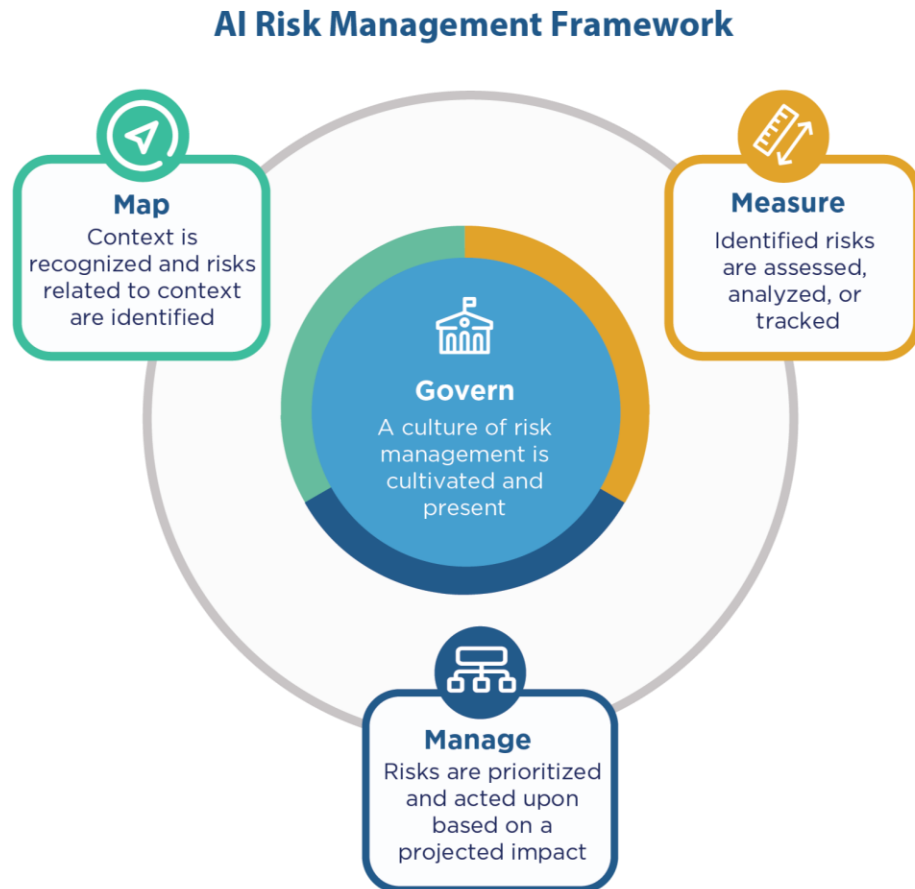 AI Risk Management Framework
Map
Context is
recognized and risks
related to context
are identified
Measure
Identified risks
are assessed,
analyzed, or
tracked
Govern
A culture of risk
management is
cultivated and
present
Manage
Risks are prioritized
and acted upon
based on a
projected impact